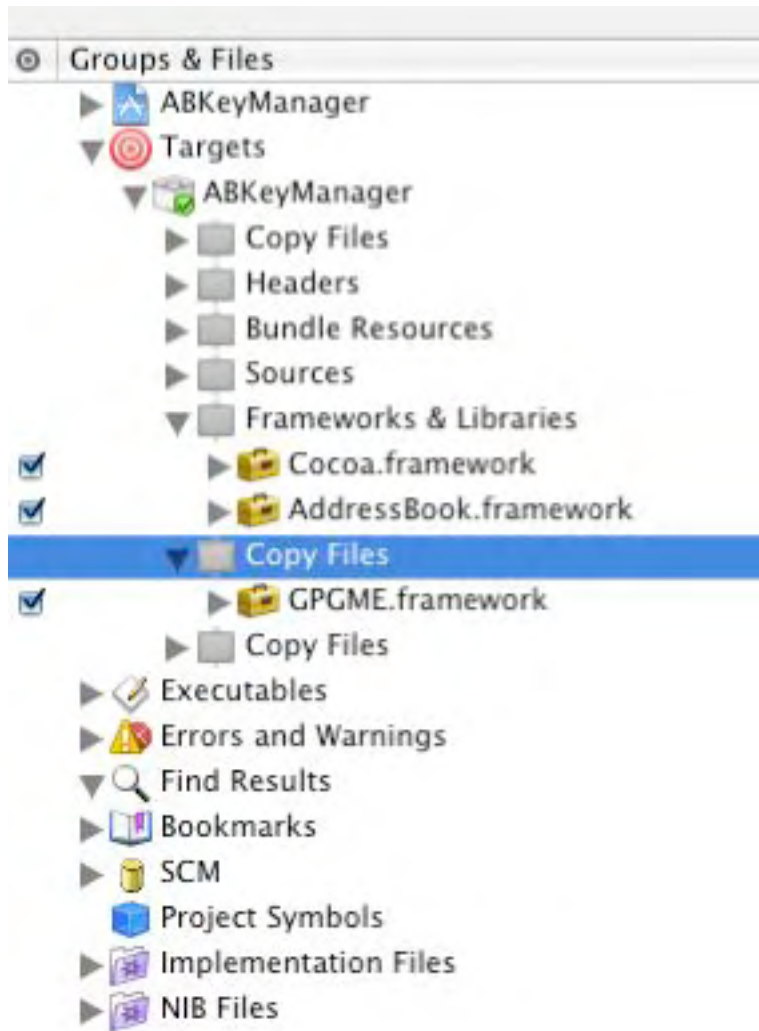 Groups & Files
ABKeyManager
Targets
ABKeyManager
Copy Files
Headers
Bundle Resources
Sources
Frameworks & Libraries
Cocoa.framework
AddressBook.framework
Copy Files
GPGME.framework
Copy Files
Executables
Errors and Warnings
Find Results
Bookmarks
SCM
Project Symbols
Implementation Files
NIB Files